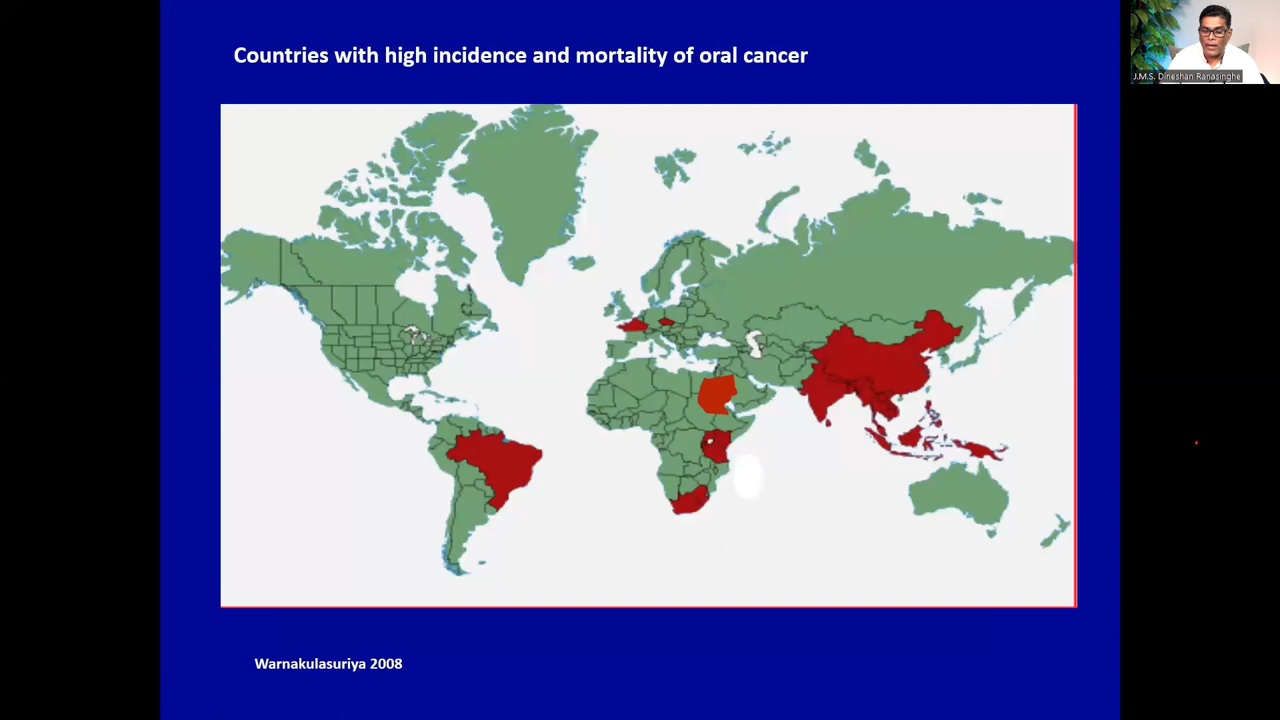 Countries with high incidence and mortality of oral cancer
J.M.S. Dineshan Ranasinghe
Warnakulasuriya 2008